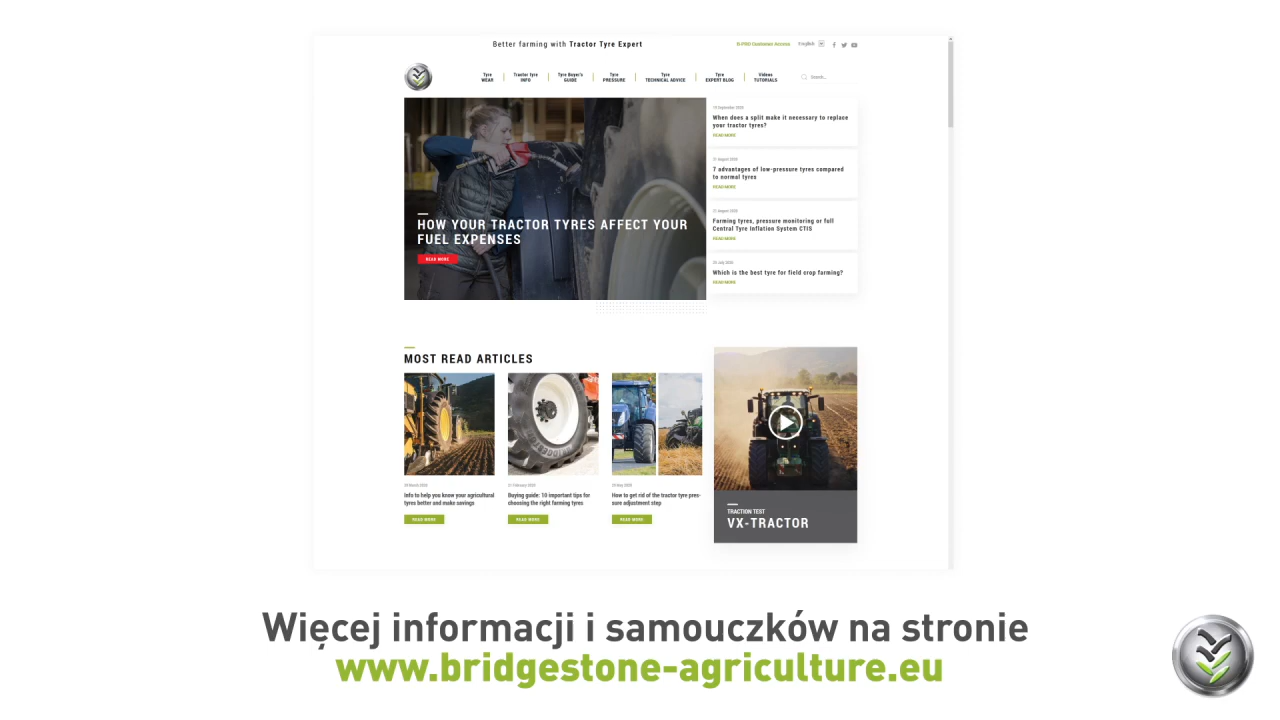 Better farming with Tractor Tyre Expert
English
Tyre
WEAR
Tractor tyre
INFO
Tyre Buyer's
GUIDE
Tyre
PRESSURE
Tyre
TECHNICAL ADVICE
Tyre
EXPERT BLOG
Videos
TUTORIALS
Search...
HOW YOUR TRACTOR TYRES AFFECT YOUR
FUEL EXPENSES
READ MORE
When does a split make it necessary to replace
your tractor tyres?
READ MORE
31 August 2020
7 advantages of low-pressure tyres compared
to normal tyres
READ MORE
Farming tyres, pressure monitoring or full
Central Tyre Inflation System CTIS
READ MORE
Which is the best tyre for field crop farming?
READ MORE
MOST READ ARTICLES
Info to help you know your agricultural
tyres better and make savings
READ MORE
Buying guide: 10 important tips for
choosing the right farming tyres
READ MORE
How to get rid of the tractor tyre pres-
sure adjustment step
READ MORE
TRACTION TEST
VX-TRACTOR
Więcej informacji i samouczków na stronie
www.bridgestone-agriculture.eu